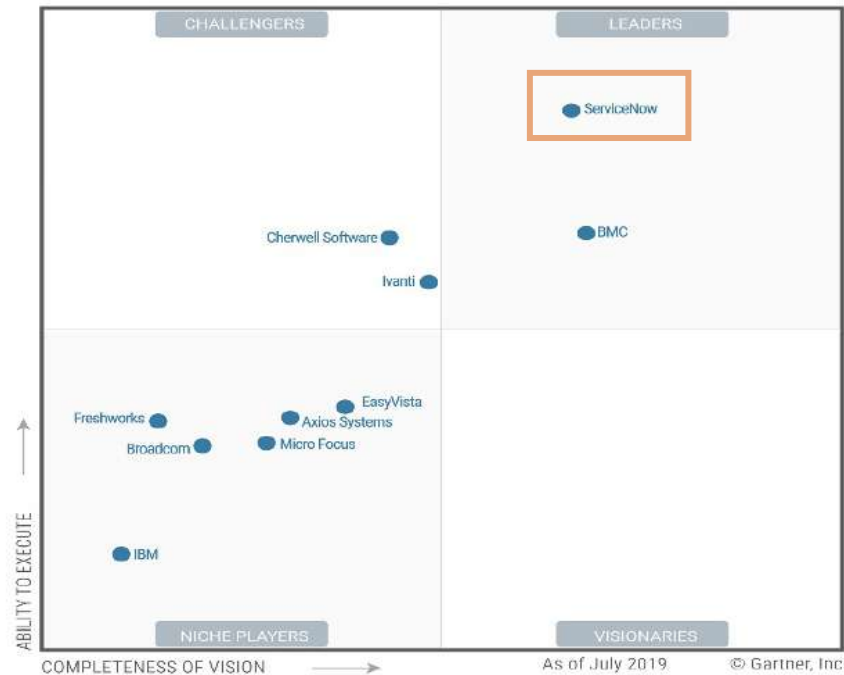 CHALLENGERS
LEADERS
ServiceNow
Cherwell Software
BMC
Ivanti
EasyVista
Freshworks
Axios Systems
Broadcom
Micro Focus
IBM
ABILITY TO EXECUTE
NICHE PLAYERS
VISIONARIES
COMPLETENESS OF VISION
As of July 2019
© Gartner, Inc